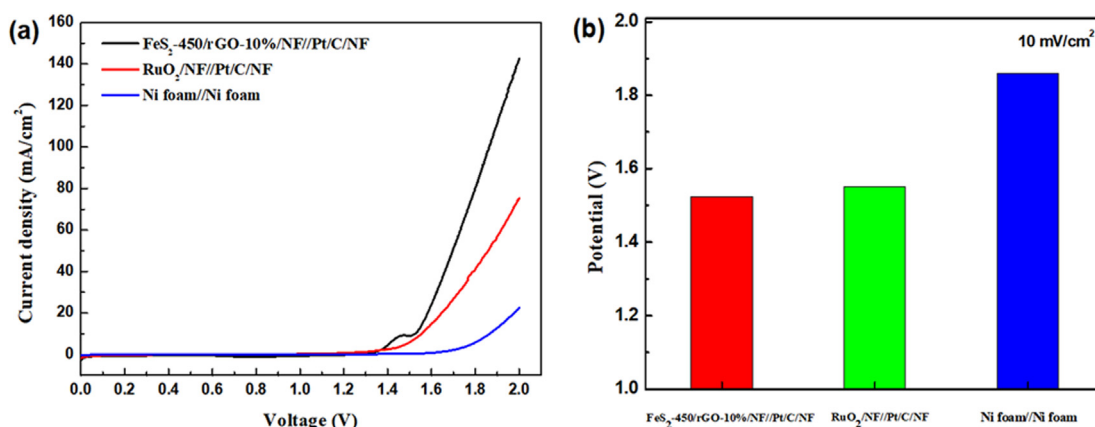 (a)
160
140
120
100
80
60
40
20
0
Current density (mA/cm²)
FeS₂-450/rGO-10%/NF//Pt/C/NF
RuO₂/NF//Pt/C/NF
Ni foam//Ni foam
0.0 0.2 0.4 0.6 0.8 1.0 1.2 1.4 1.6 1.8 2.0
Voltage (V)
(b)
10 mV/cm²
2.0
1.8
1.6
1.4
1.2
1.0
Potential (V)
FeS₂-450/rGO-10%/NF//Pt/C/NF RuO₂/NF//Pt/C/NF Ni foam//Ni foam